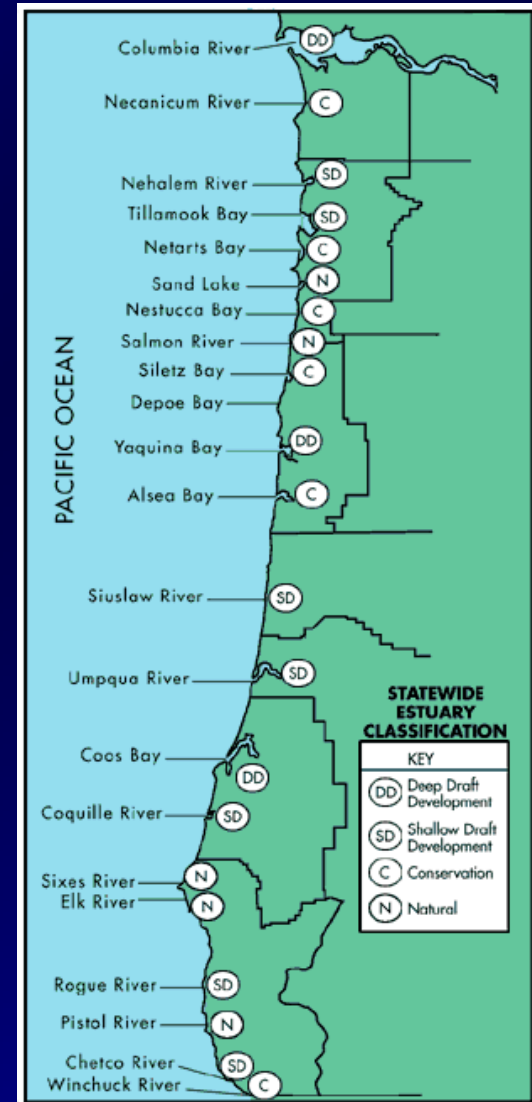 Columbia River
DD
Necanicum River
C
Nehalem River
SD
Tillamook Bay
SD
Netarts Bay
C
Sand Lake
N
Nestucca Bay
C
Salmon River
N
Siletz Bay
C
Depoe Bay
Yaquina Bay
DD
Alsea Bay
C
PACIFIC OCEAN
Siuslaw River
SD
Umpqua River
SD
Coos Bay
DD
Coquille River
SD
Sixes River
N
Elk River
N
Rogue River
SD
Pistol River
N
Chetco River
SD
Winchuck River
C
STATEWIDE
ESTUARY
CLASSIFICATION
KEY
DD Deep Draft
Development
SD Shallow Draft
Development
C Conservation
N Natural